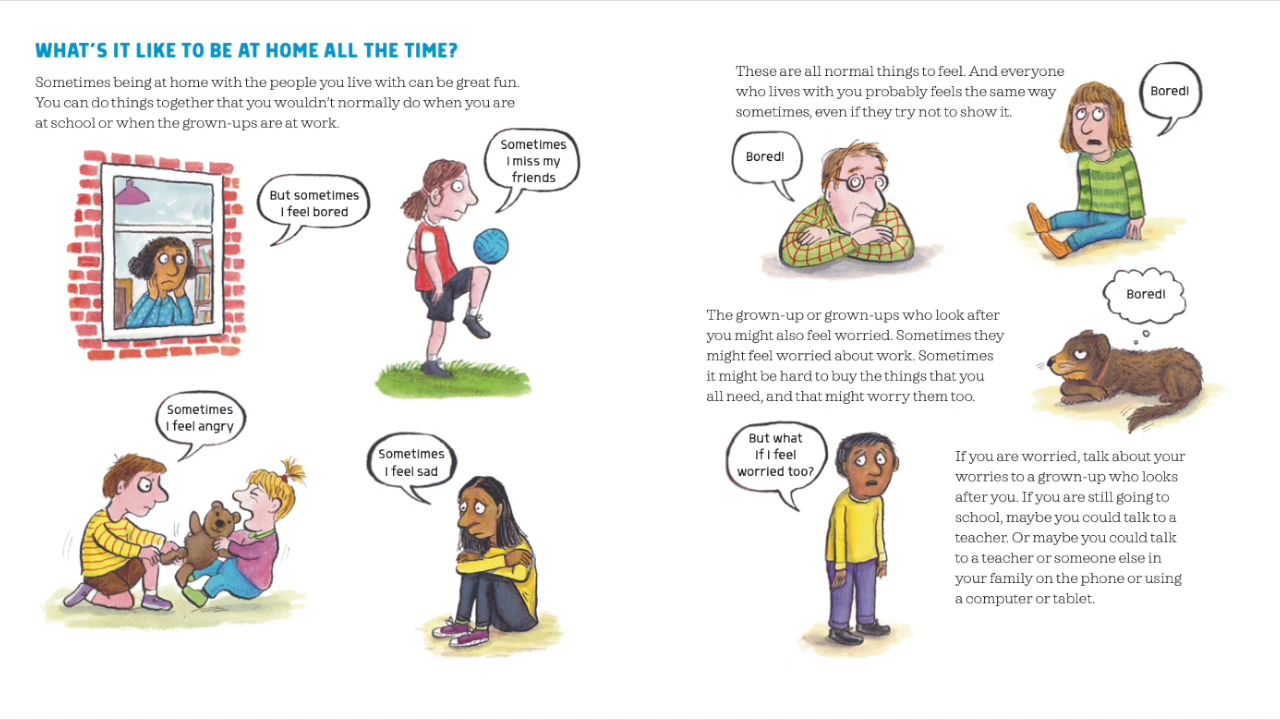 WHAT'S IT LIKE TO BE AT HOME ALL THE TIME?
Sometimes being at home with the people you live with can be great fun.
You can do things together that you wouldn't normally do when you are
at school or when the grown-ups are at work.
But sometimes
I feel bored
Sometimes
I miss my
friends
Sometimes
I feel angry
Sometimes
I feel sad
These are all normal things to feel. And everyone
who lives with you probably feels the same way
sometimes, even if they try not to show it.
Bored!
Bored!
Bored!
The grown-up or grown-ups who look after
you might also feel worried. Sometimes they
might feel worried about work. Sometimes
it might be hard to buy the things that you
all need, and that might worry them too.
But what
if I feel
worried too?
If you are worried, talk about your
worries to a grown-up who looks
after you. If you are still going to
school, maybe you could talk to a
teacher. Or maybe you could talk
to a teacher or someone else in
your family on the phone or using
a computer or tablet.